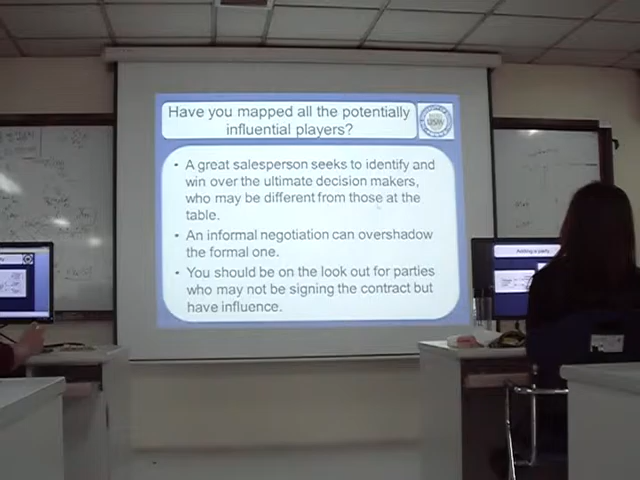 Have you mapped all the potentially
influential players?
• A great salesperson seeks to identify and
win over the ultimate decision makers,
who may be different from those at the
table.
• An informal negotiation can overshadow
the formal one.
• You should be on the look out for parties
who may not be signing the contract but
have influence.
Adding a party